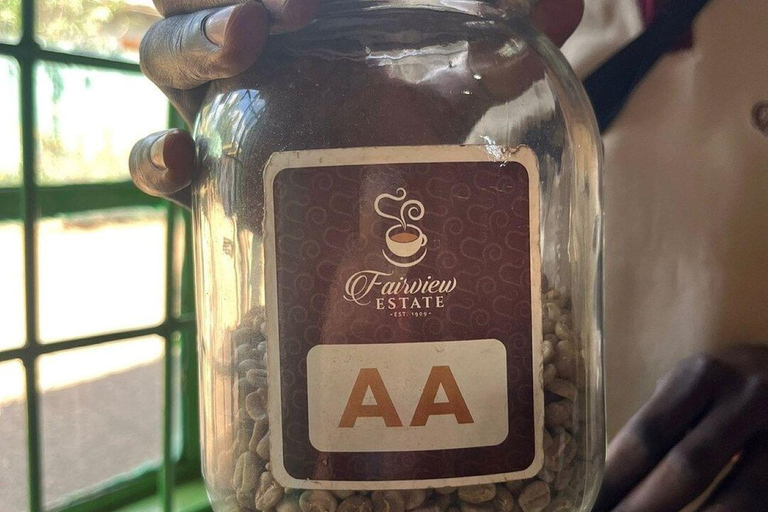 Fairview
ESTATE
-EST. 1909-
AA